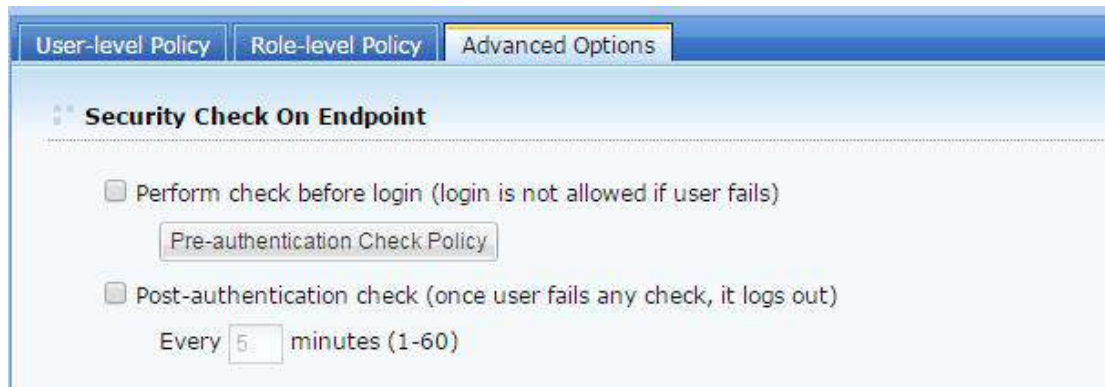 User-level Policy Role-level Policy Advanced Options
Security Check On Endpoint
Perform check before login (login is not allowed if user fails)
Pre-authentication Check Policy
Post-authentication check (once user fails any check, it logs out)
Every 5 minutes (1-60)